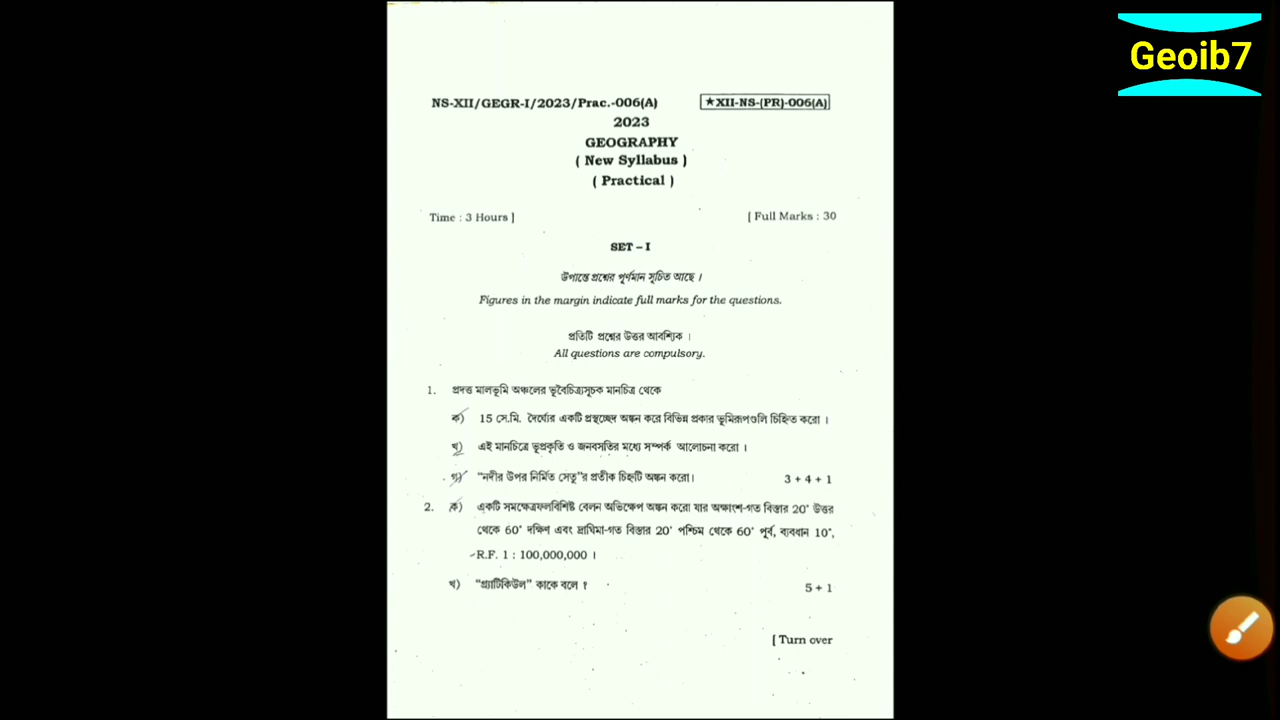 Geoib7
NS-XII/GEGR-I/2023/Prac.-006(A) ★XII-NS-(PR)-006(A)
2023
GEOGRAPHY
( New Syllabus )
( Practical )
Time : 3 Hours ] [ Full Marks : 30
SET – I
উপান্তে প্রশ্নের পূর্ণমান সূচিত আছে ।
Figures in the margin indicate full marks for the questions.
প্রতিটি প্রশ্নের উত্তর আবশ্যিক ।
All questions are compulsory.
1. প্রদত্ত মালভূমি অঞ্চলের ভূবৈচিত্র্যসূচক মানচিত্র থেকে
ক) 15 সে.মি. দৈর্ঘ্যের একটি প্রস্থচ্ছেদ অঙ্কন করে বিভিন্ন প্রকার ভূমিরূপগুলি চিহ্নিত করো ।
খ) এই মানচিত্রে ভূপ্রকৃতি ও জনবসতির মধ্যে সম্পর্ক আলোচনা করো ।
গ) “নদীর উপর নির্মিত সেতু”র প্রতীক চিহ্নটি অঙ্কন করো। 3 + 4 + 1
2. ক) একটি সমক্ষেত্রফলবিশিষ্ট বেলন অভিক্ষেপ অঙ্কন করো যার অক্ষাংশ-গত বিস্তার 20° উত্তর
থেকে 60° দক্ষিণ এবং দ্রাঘিমা-গত বিস্তার 20° পশ্চিম থেকে 60° পূর্ব, ব্যবধান 10°,
R.F. 1 : 100,000,000 ।
খ) “গ্র্যাটিকিউল” কাকে বলে ? 5 + 1
[ Turn over